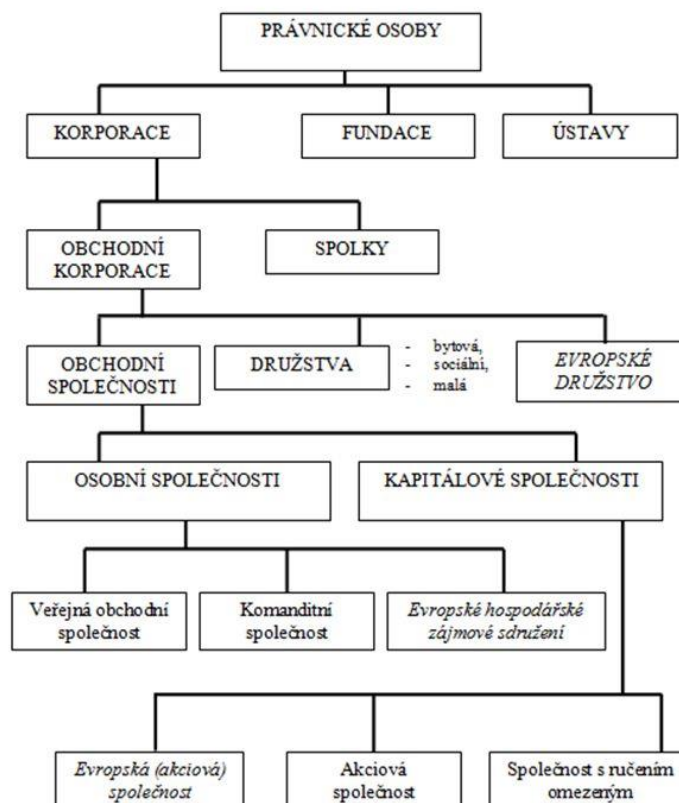 PRÁVNICKÉ OSOBY
KORPORACE
FUNDACE
ÚSTAVY
OBCHODNÍ
KORPORACE
SPOLKY
OBCHODNÍ
SPOLEČNOSTI
DRUŽSTVA
- bytová,
- sociální,
- malá
EVROPSKÉ
DRUŽSTVO
OSOBNÍ SPOLEČNOSTI
KAPITÁLOVÉ SPOLEČNOSTI
Veřejná obchodní
společnost
Komanditní
společnost
Evropské hospodářské
zájmové sdružení
Evropská (akciová)
společnost
Akciová
společnost
Společnost s ručením
omezeným